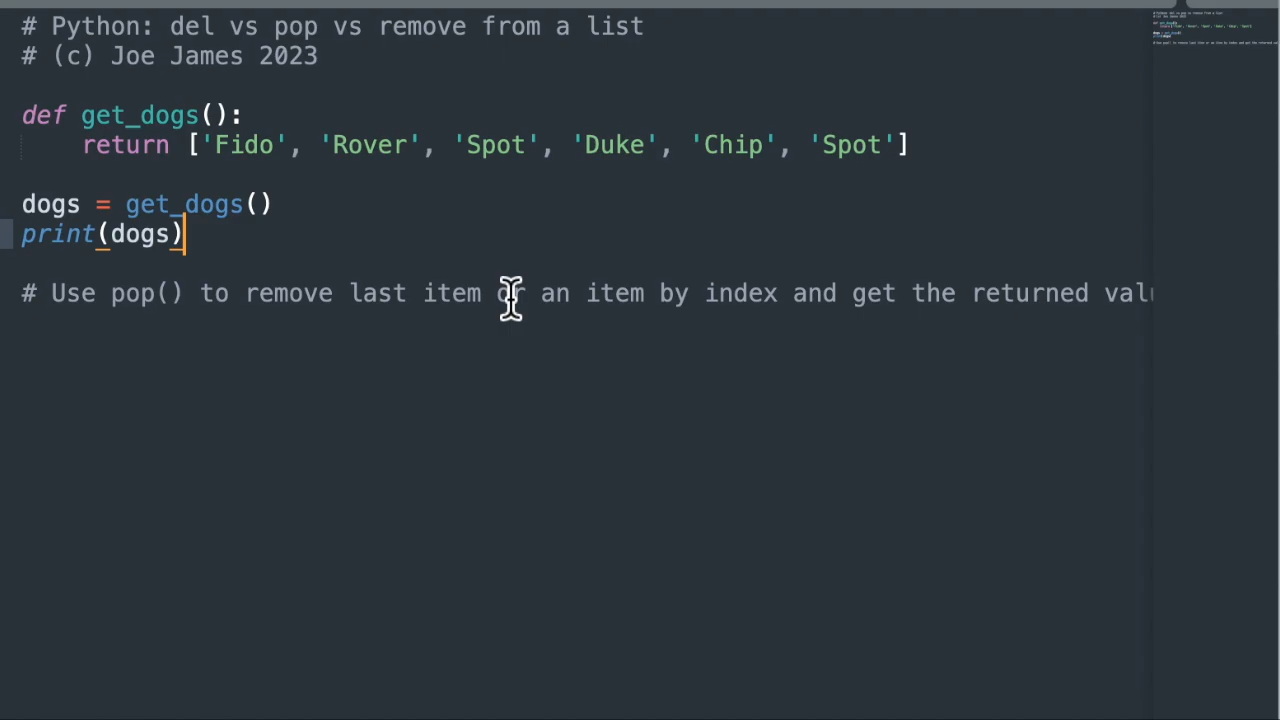 # Python: del vs pop vs remove from a list
# (c) Joe James 2023
def get_dogs():
return ['Fido', 'Rover', 'Spot', 'Duke', 'Chip', 'Spot']
dogs = get_dogs()
print(dogs)
# Use pop() to remove last item or an item by index and get the returned valu